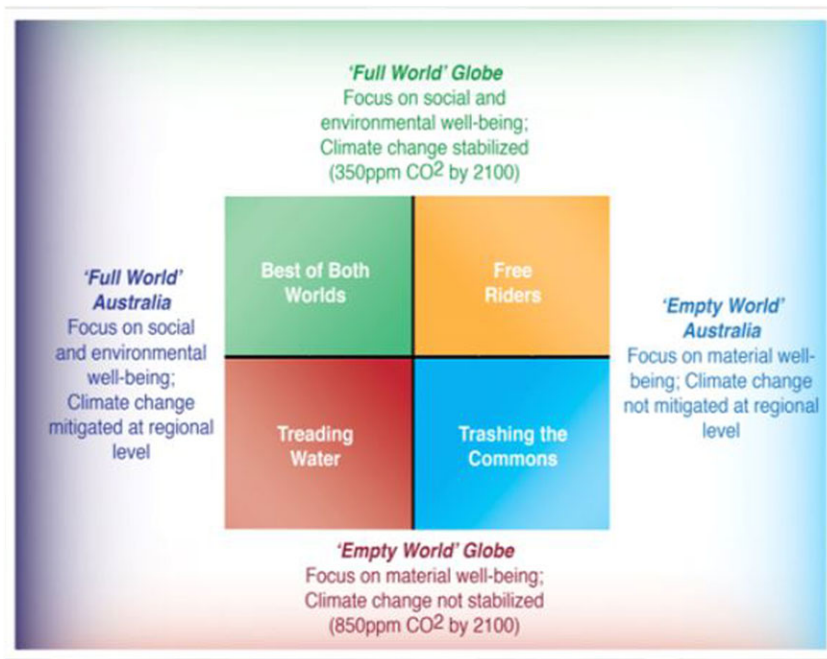 ‘Full World’ Globe
Focus on social and
environmental well-being;
Climate change stabilized
(350ppm CO2 by 2100)
Best of Both
Worlds
Free
Riders
‘Full World’
Australia
Focus on social
and environmental
well-being;
Climate change
mitigated at regional
level
‘Empty World’
Australia
Focus on material well-
being; Climate change
not mitigated at regional
level
Treading
Water
Trashing the
Commons
‘Empty World’ Globe
Focus on material well-being;
Climate change not stabilized
(850ppm CO2 by 2100)